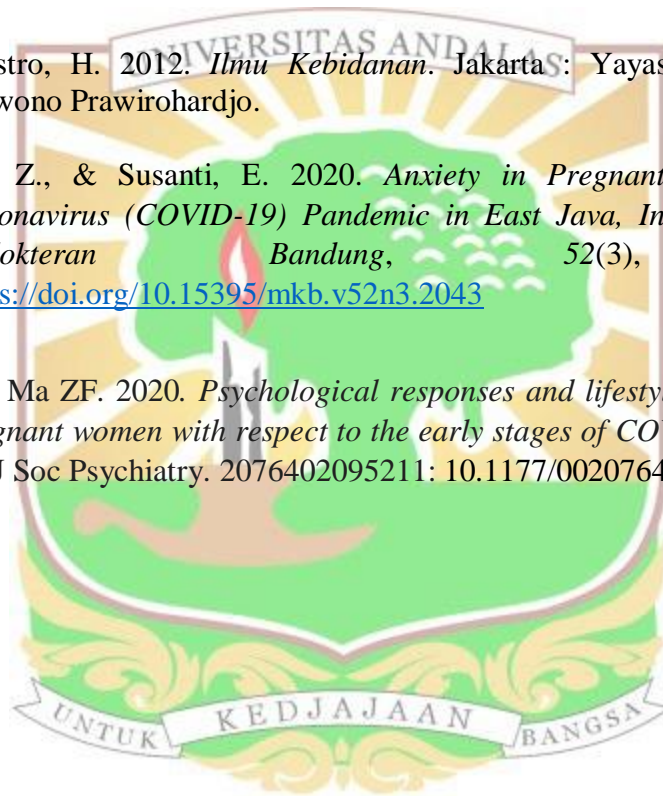 UNIVERSITAS ANDALAS
stro, H. 2012. Ilmu Kebidanan. Jakarta : Yayas
wono Prawirohardjo.
Z., & Susanti, E. 2020. Anxiety in Pregnant
onavirus (COVID-19) Pandemic in East Java, In
okteran Bandung, 52(3),
s://doi.org/10.15395/mkb.v52n3.2043
Ma ZF. 2020. Psychological responses and lifesty
gnant women with respect to the early stages of COV
J Soc Psychiatry. 2076402095211: 10.1177/0020764
UNTUK KEDJAJAAN BANGSA